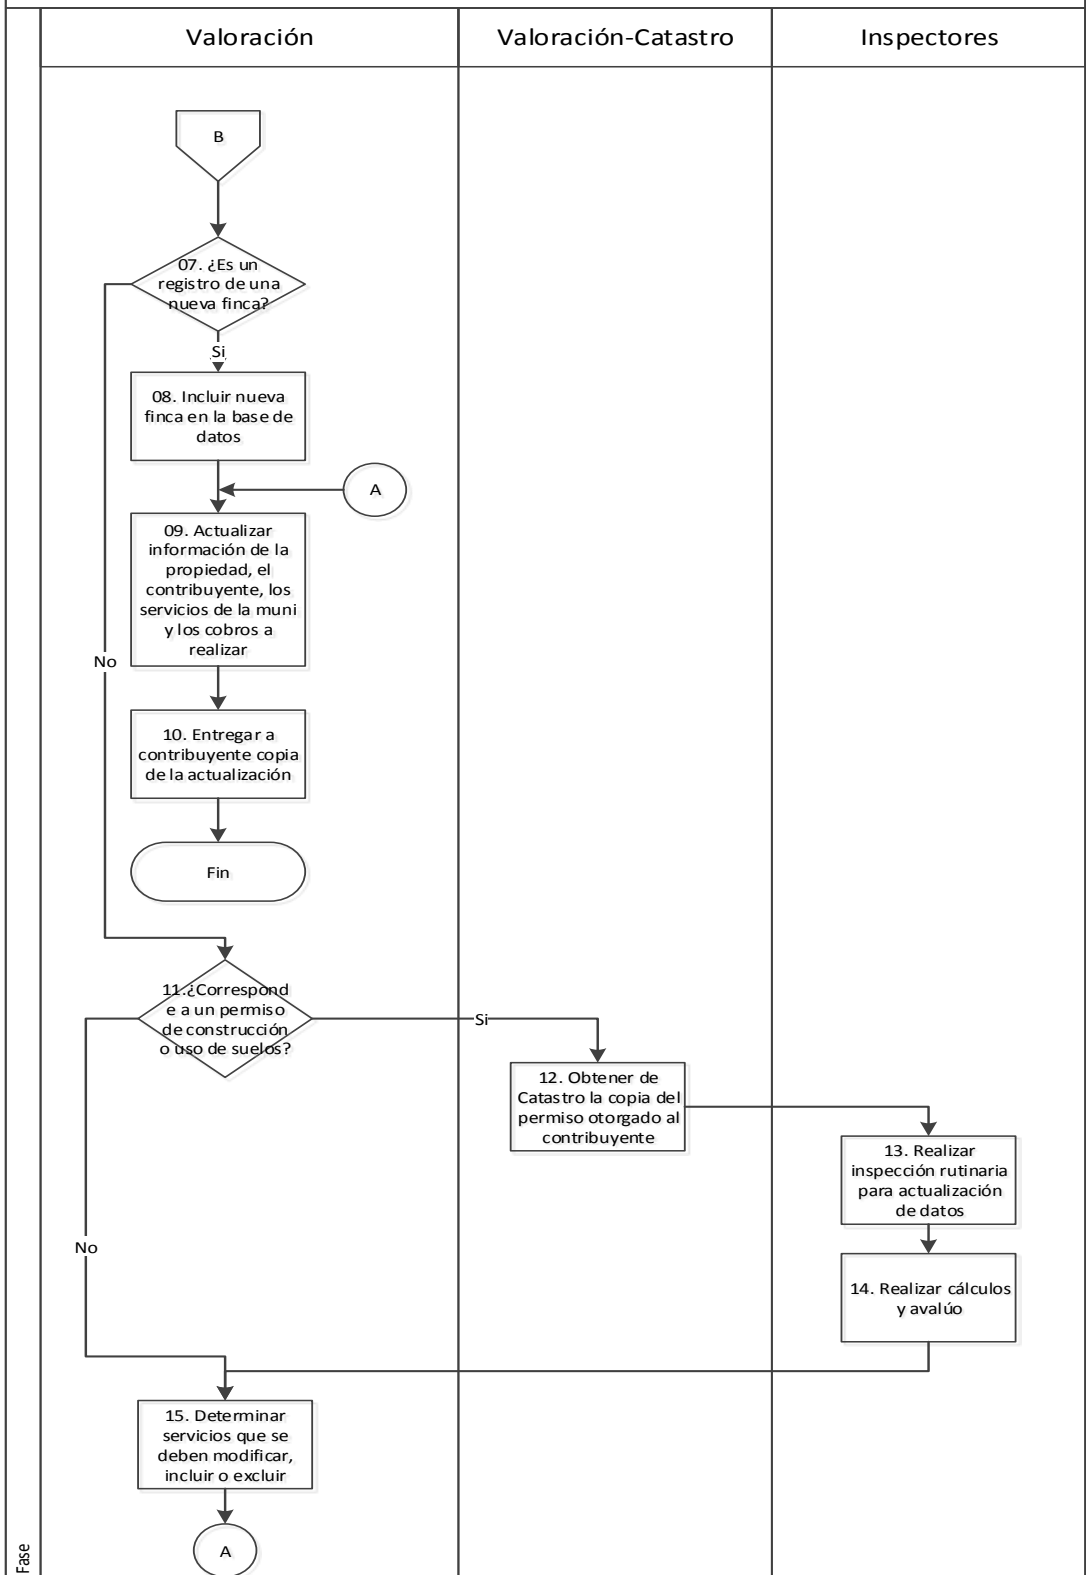 Valoración
Valoración-Catastro
Inspectores
B
07. ¿Es un
registro de una
nueva finca?
Si
08. Incluir nueva
finca en la base de
datos
A
09. Actualizar
información de la
propiedad, el
contribuyente, los
servicios de la muni
y los cobros a
realizar
No
10. Entregar a
contribuyente copia
de la actualización
Fin
11.¿Correspond
e a un permiso
de construcción
o uso de suelos?
Si
12. Obtener de
Catastro la copia del
permiso otorgado al
contribuyente
13. Realizar
inspección rutinaria
para actualización
de datos
No
14. Realizar cálculos
y avalúo
15. Determinar
servicios que se
deben modificar,
incluir o excluir
A
Fase